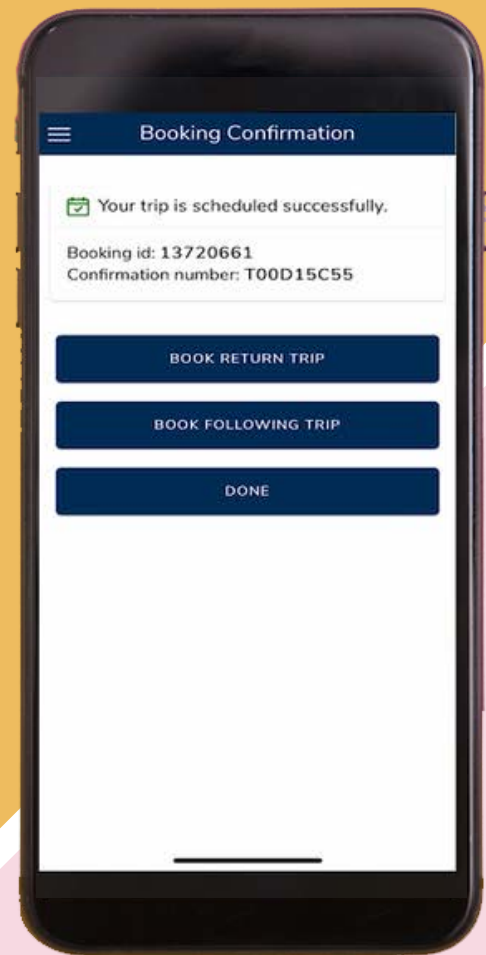 Booking Confirmation
Your trip is scheduled successfully.
Booking id: 13720661
Confirmation number: T00D15C55
BOOK RETURN TRIP
BOOK FOLLOWING TRIP
DONE